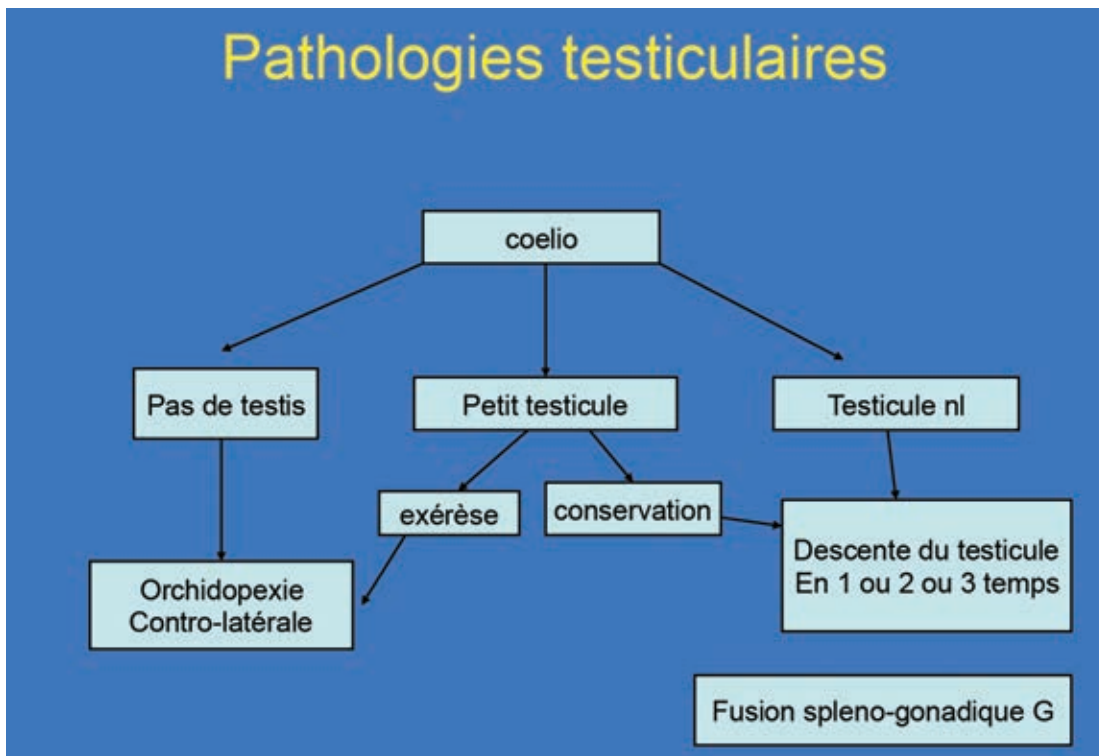 Pathologies testiculaires
coelio
Pas de testis
Petit testicule
Testicule nl
exérèse
conservation
Descente du testicule
En 1 ou 2 ou 3 temps
Orchidopexie
Contro-latérale
Fusion spleno-gonadique G